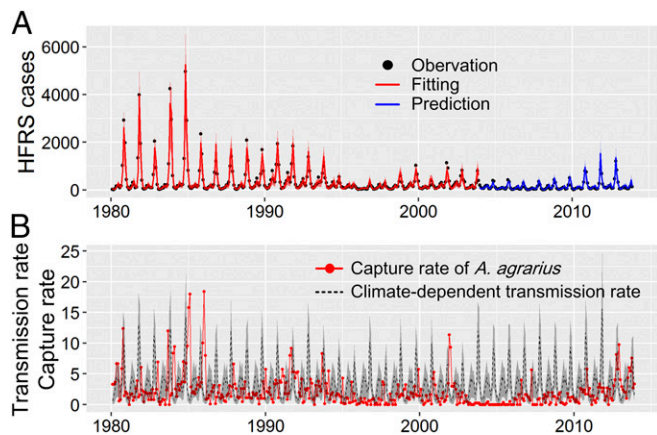 A
HFRS cases
6000
4000
2000
0
Obervation
Fitting
Prediction
1980
1990
2000
2010
B
Transmission rate
Capture rate
25
20
15
10
5
0
Capture rate of A. agrarius
Climate-dependent transmission rate
1980
1990
2000
2010